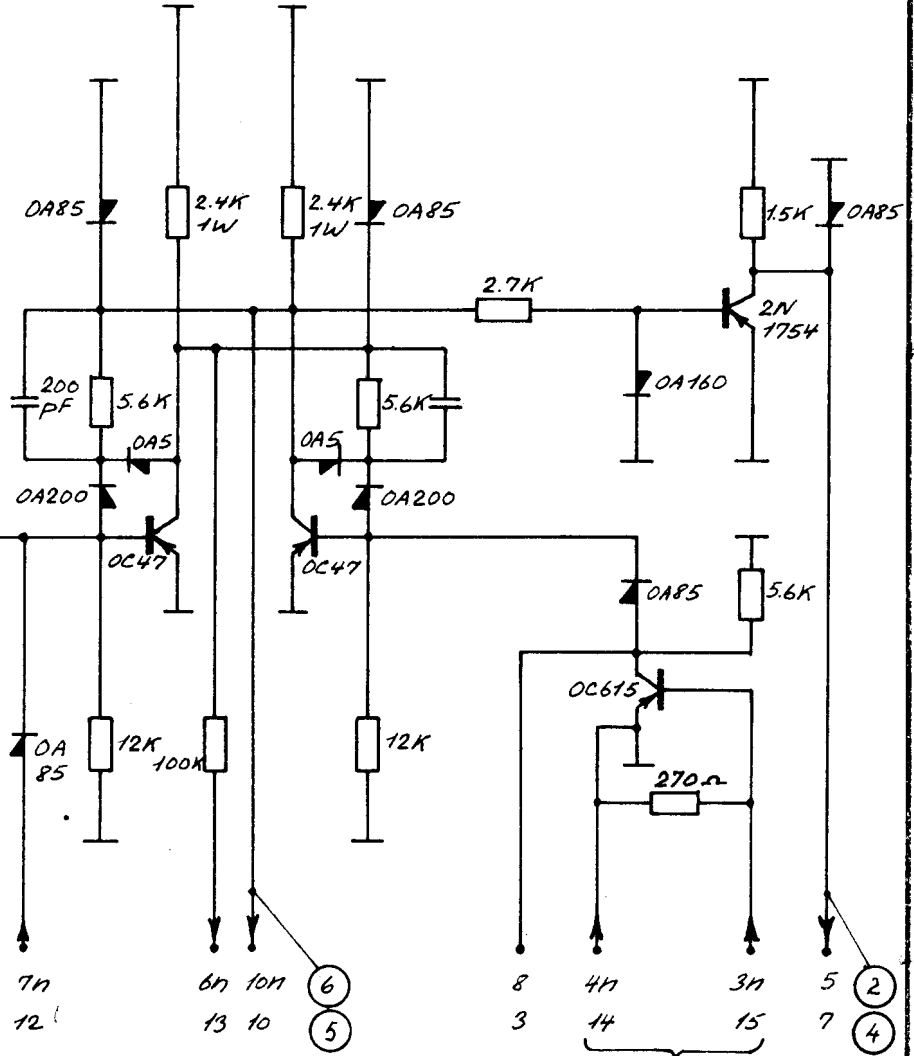 OA85
2.4K
1W
2.4K
1W
OA85
1.5K
OA85
2.7K
2N
1754
200
PF
5.6K
5.6K
OA160
OA5
OA5
OA200
OA200
OC47
OC47
OA85
5.6K
OC615
OA
85
12K
100K
12K
270Ω
7n
6n
10n
6
8
4n
3n
5
2
12
13
10
5
3
14
15
7
4